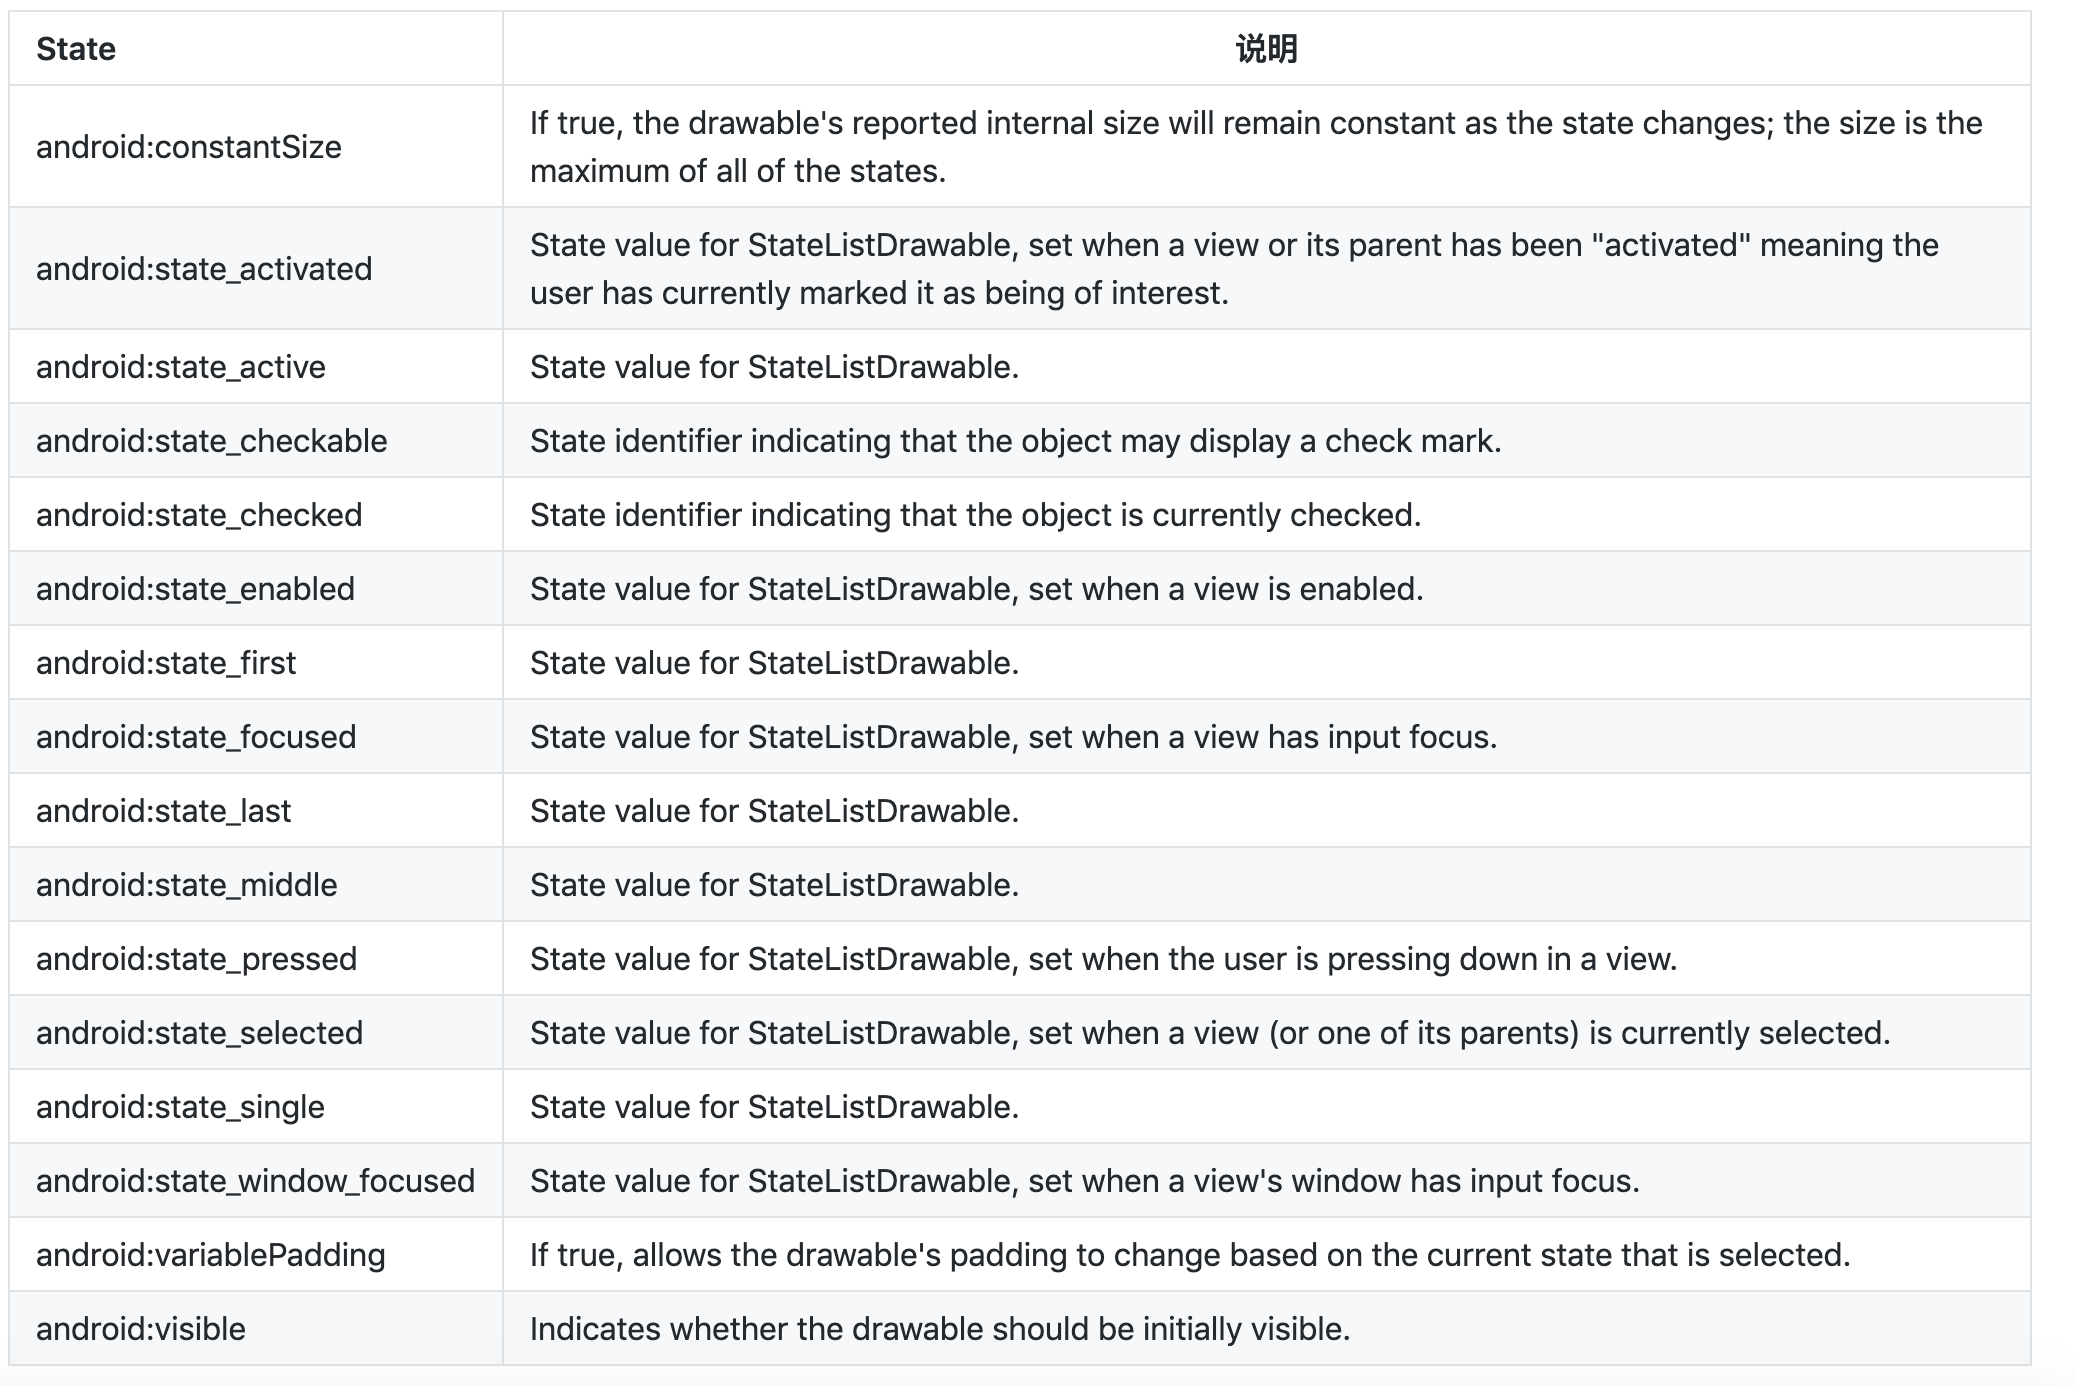 State
说明
android:constantSize
If true, the drawable's reported internal size will remain constant as the state changes; the size is the
maximum of all of the states.
android:state_activated
State value for StateListDrawable, set when a view or its parent has been "activated" meaning the
user has currently marked it as being of interest.
android:state_active
State value for StateListDrawable.
android:state_checkable
State identifier indicating that the object may display a check mark.
android:state_checked
State identifier indicating that the object is currently checked.
android:state_enabled
State value for StateListDrawable, set when a view is enabled.
android:state_first
State value for StateListDrawable.
android:state_focused
State value for StateListDrawable, set when a view has input focus.
android:state_last
State value for StateListDrawable.
android:state_middle
State value for StateListDrawable.
android:state_pressed
State value for StateListDrawable, set when the user is pressing down in a view.
android:state_selected
State value for StateListDrawable, set when a view (or one of its parents) is currently selected.
android:state_single
State value for StateListDrawable.
android:state_window_focused
State value for StateListDrawable, set when a view's window has input focus.
android:variablePadding
If true, allows the drawable's padding to change based on the current state that is selected.
android:visible
Indicates whether the drawable should be initially visible.